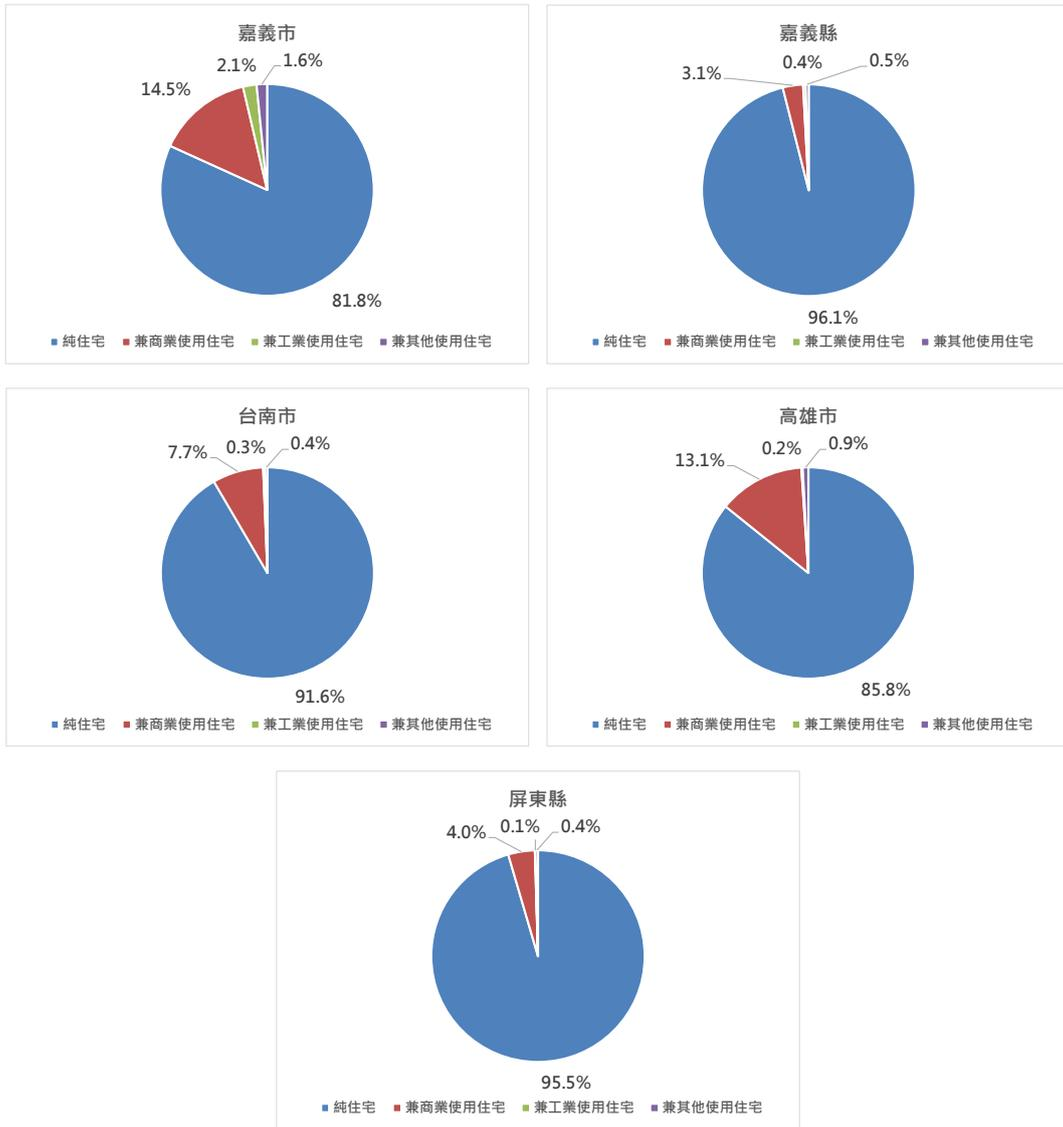 嘉義市
2.1% 1.6%
14.5%
81.8%
純住宅 兼商業使用住宅 兼工業使用住宅 兼其他使用住宅
嘉義縣
3.1% 0.4% 0.5%
96.1%
純住宅 兼商業使用住宅 兼工業使用住宅 兼其他使用住宅
台南市
7.7% 0.3% 0.4%
91.6%
純住宅 兼商業使用住宅 兼工業使用住宅 兼其他使用住宅
高雄市
13.1% 0.2% 0.9%
85.8%
純住宅 兼商業使用住宅 兼工業使用住宅 兼其他使用住宅
屏東縣
4.0% 0.1% 0.4%
95.5%
純住宅 兼商業使用住宅 兼工業使用住宅 兼其他使用住宅